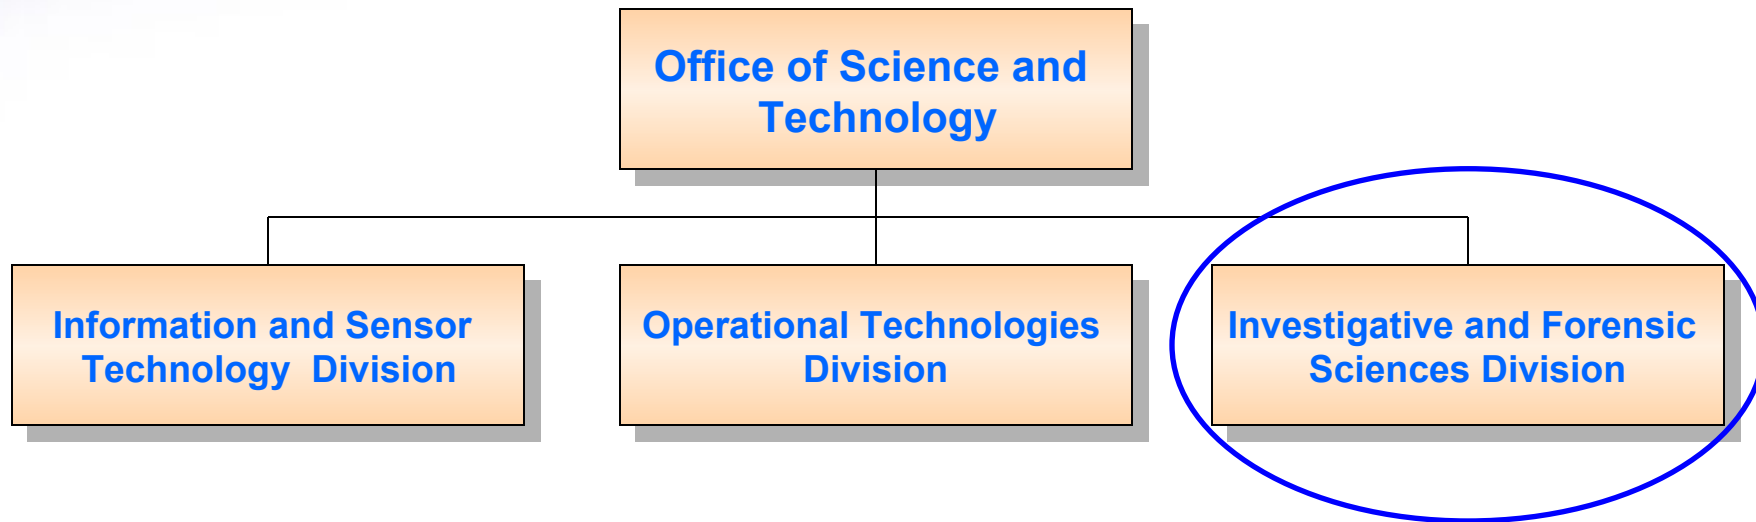 Office of Science and
Technology
Information and Sensor
Technology  Division
Operational Technologies
Division
Investigative and Forensic
Sciences Division